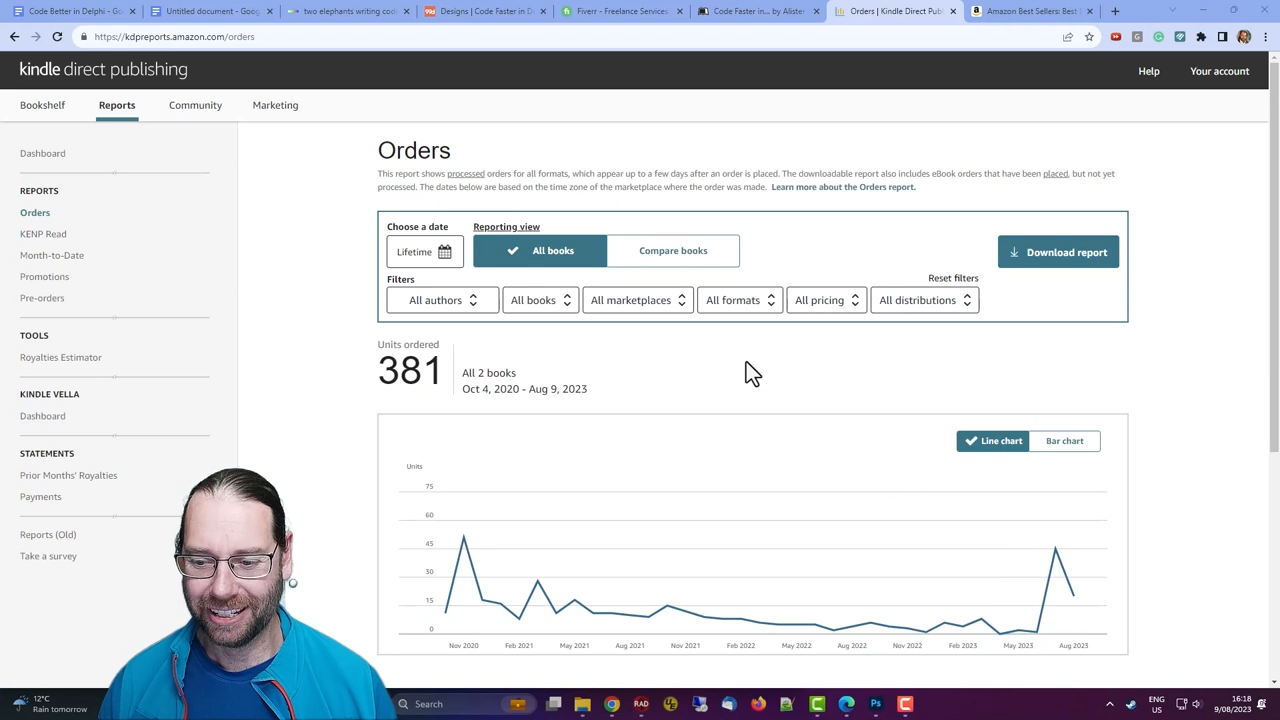 kindle - j
Untitled document - Goog
kindle
two elephants writing cod
Designs | Code Faster in D
Fiverr - Freelance Services
Code Faster in... by Alister
Orders | Kindle Direct Pub
Amazon Best Sellers: Best
https://kdpreports.amazon.com/orders
kindle direct publishing
Help
Your account
Bookshelf
Reports
Community
Marketing
Dashboard
REPORTS
Orders
KENP Read
Month-to-Date
Promotions
Pre-orders
TOOLS
Royalties Estimator
KINDLE VELLA
Dashboard
STATEMENTS
Prior Months' Royalties
Payments
Reports (Old)
Take a survey
Orders
This report shows processed orders for all formats, which appear up to a few days after an order is placed. The downloadable report also includes eBook orders that have been placed, but not yet
processed. The dates below are based on the time zone of the marketplace where the order was made. Learn more about the Orders report.
Choose a date
Reporting view
Lifetime
All books
Compare books
Download report
Filters
Reset filters
All authors
All books
All marketplaces
All formats
All pricing
All distributions
Units ordered
381
All 2 books
Oct 4, 2020 - Aug 9, 2023
Line chart
Bar chart
Units
75
60
45
30
15
0
Nov 2020
Feb 2021
May 2021
Aug 2021
Nov 2021
Feb 2022
May 2022
Aug 2022
Nov 2022
Feb 2023
May 2023
Aug 2023
12°C
Rain tomorrow
Search
RAD
Ps
ENG
INTL
16:18
9/08/2023